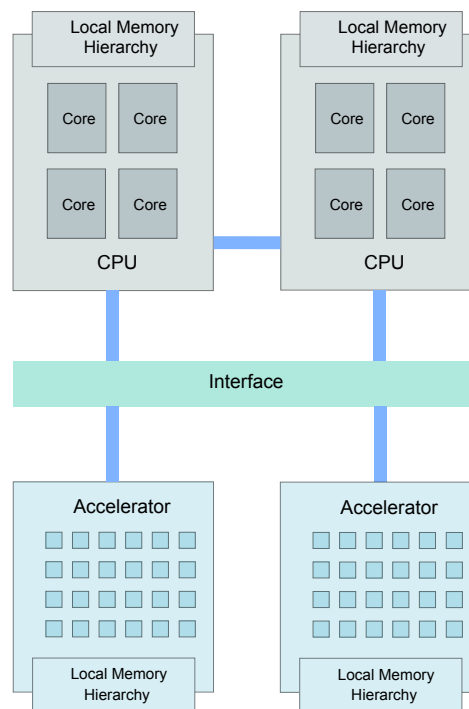 Local Memory
Hierarchy
Local Memory
Hierarchy
Core
Core
Core
Core
Core
Core
Core
Core
CPU
CPU
Interface
Accelerator
Accelerator
Local Memory
Hierarchy
Local Memory
Hierarchy